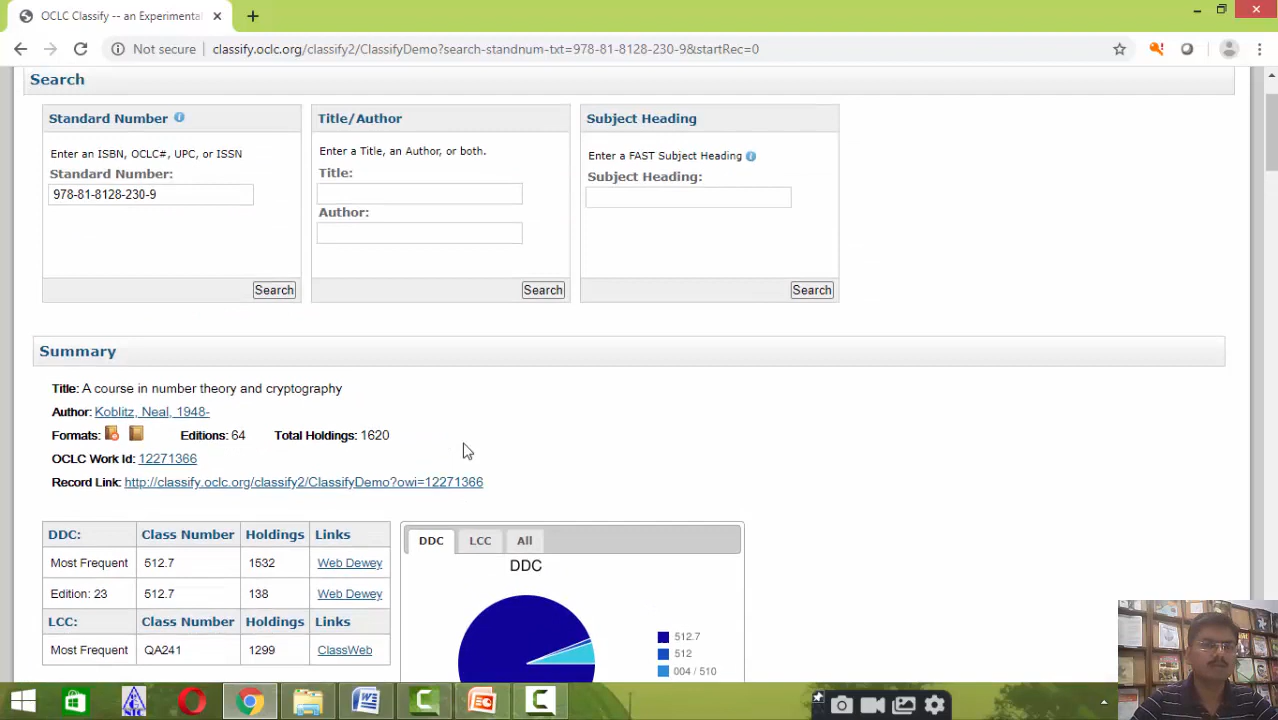 OCLC Classify -- an Experimenta
Not secure
classify.oclc.org/classify2/ClassifyDemo?search-standnum-txt=978-81-8128-230-9&startRec=0
Search
Standard Number
Enter an ISBN, OCLC#, UPC, or ISSN
Standard Number:
978-81-8128-230-9
Search
Title/Author
Enter a Title, an Author, or both.
Title:
Author:
Search
Subject Heading
Enter a FAST Subject Heading
Subject Heading:
Search
Summary
Title: A course in number theory and cryptography
Author: Koblitz, Neal, 1948-
Formats: Editions: 64 Total Holdings: 1620
OCLC Work Id: 12271366
Record Link: http://classify.oclc.org/classify2/ClassifyDemo?owi=12271366
DDC: Class Number Holdings Links
Most Frequent 512.7 1532 Web Dewey
Edition: 23 512.7 138 Web Dewey
LCC: Class Number Holdings Links
Most Frequent QA241 1299 ClassWeb
DDC LCC All
DDC
512.7
512
004 / 510